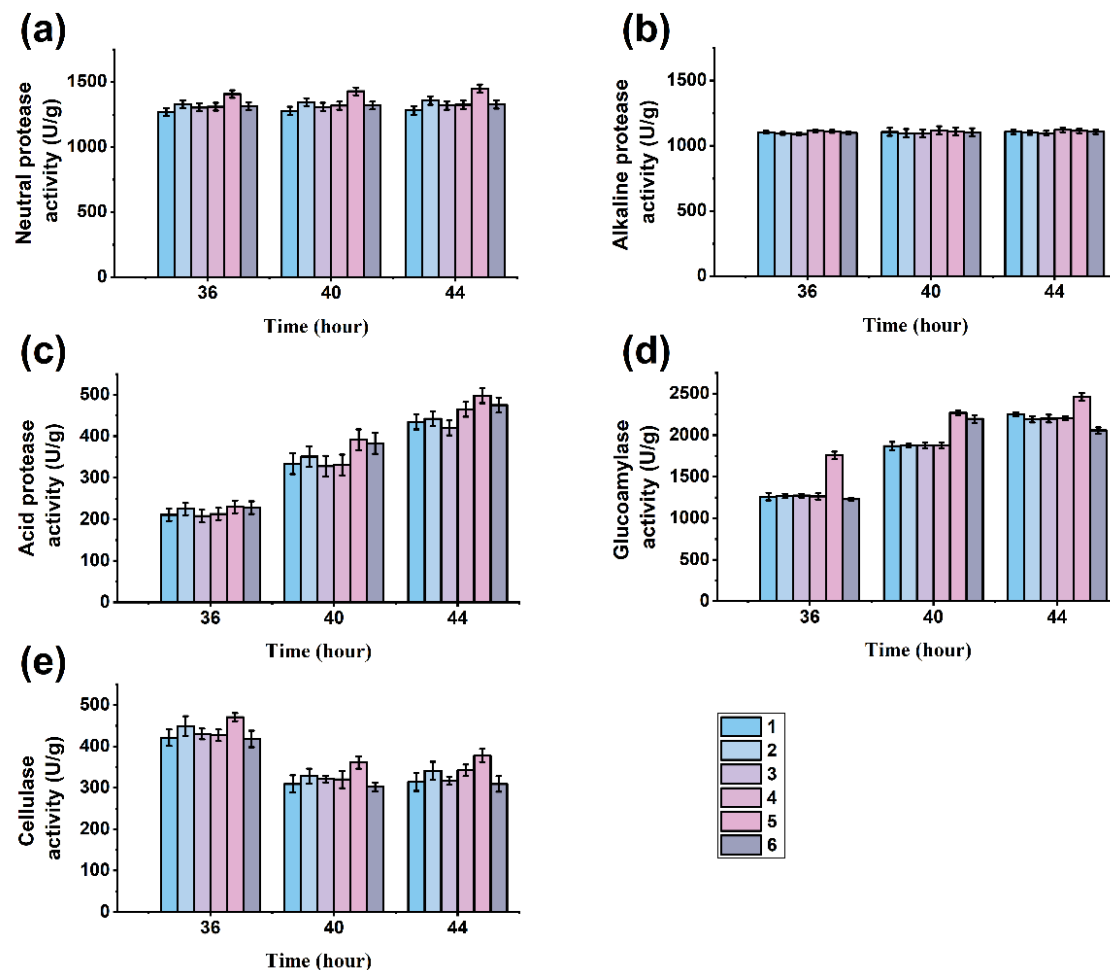 (a)
Neutral protease
activity (U/g)
1500
1000
500
0
36 40 44
Time (hour)
(b)
Alkaline protease
activity (U/g)
1500
1000
500
0
36 40 44
Time (hour)
(c)
Acid protease
activity (U/g)
500
400
300
200
100
0
36 40 44
Time (hour)
(d)
Glucoamylase
activity (U/g)
2500
2000
1500
1000
500
0
36 40 44
Time (hour)
(e)
Cellulase
activity (U/g)
500
400
300
200
100
0
36 40 44
Time (hour)
1
2
3
4
5
6